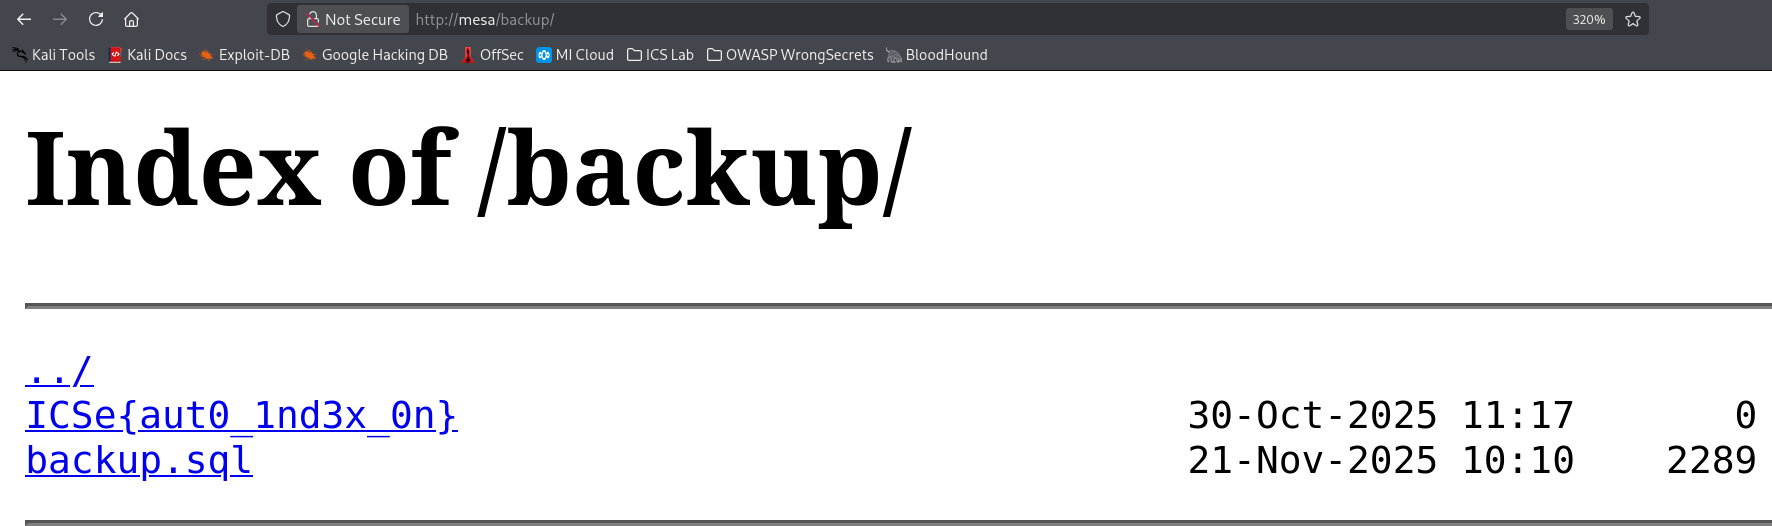 Not Secure http://mesa/backup/ 320%
Kali Tools Kali Docs Exploit-DB Google Hacking DB OffSec MI Cloud ICS Lab OWASP WrongSecrets BloodHound
Index of /backup/
../
ICSe{aut0_1nd3x_0n} 30-Oct-2025 11:17 0
backup.sql 21-Nov-2025 10:10 2289